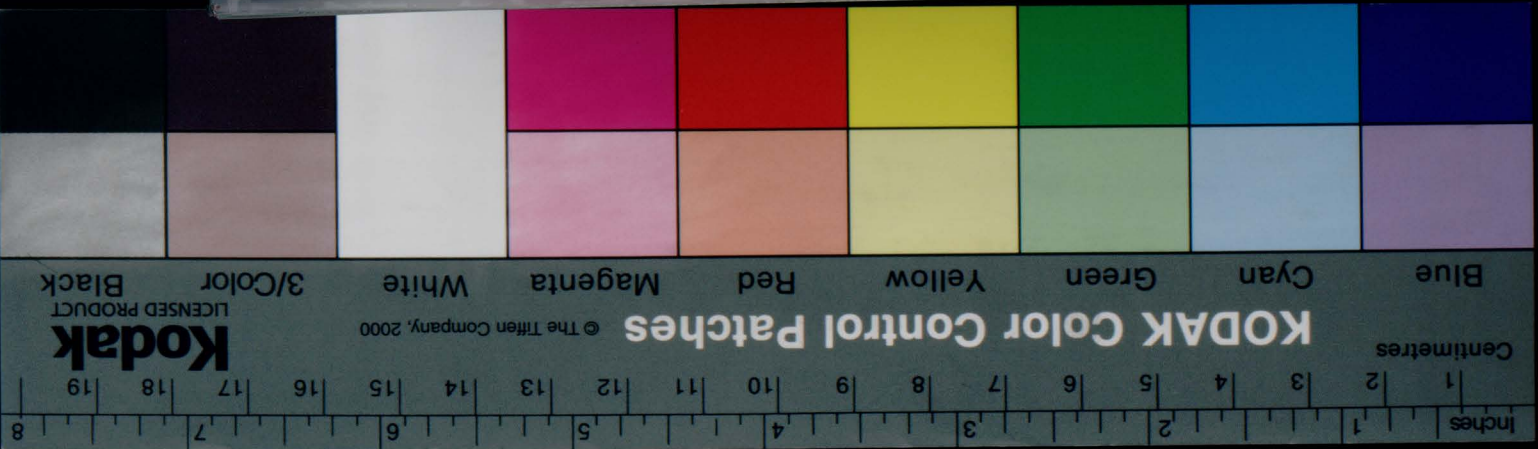 Inches 1 2 3 4 5 6 7 8
Centimetres 1 2 3 4 5 6 7 8 9 10 11 12 13 14 15 16 17 18 19
KODAK Color Control Patches © The Tiffen Company, 2000
Kodak
LICENSED PRODUCT
Blue Cyan Green Yellow Red Magenta White 3/Color Black